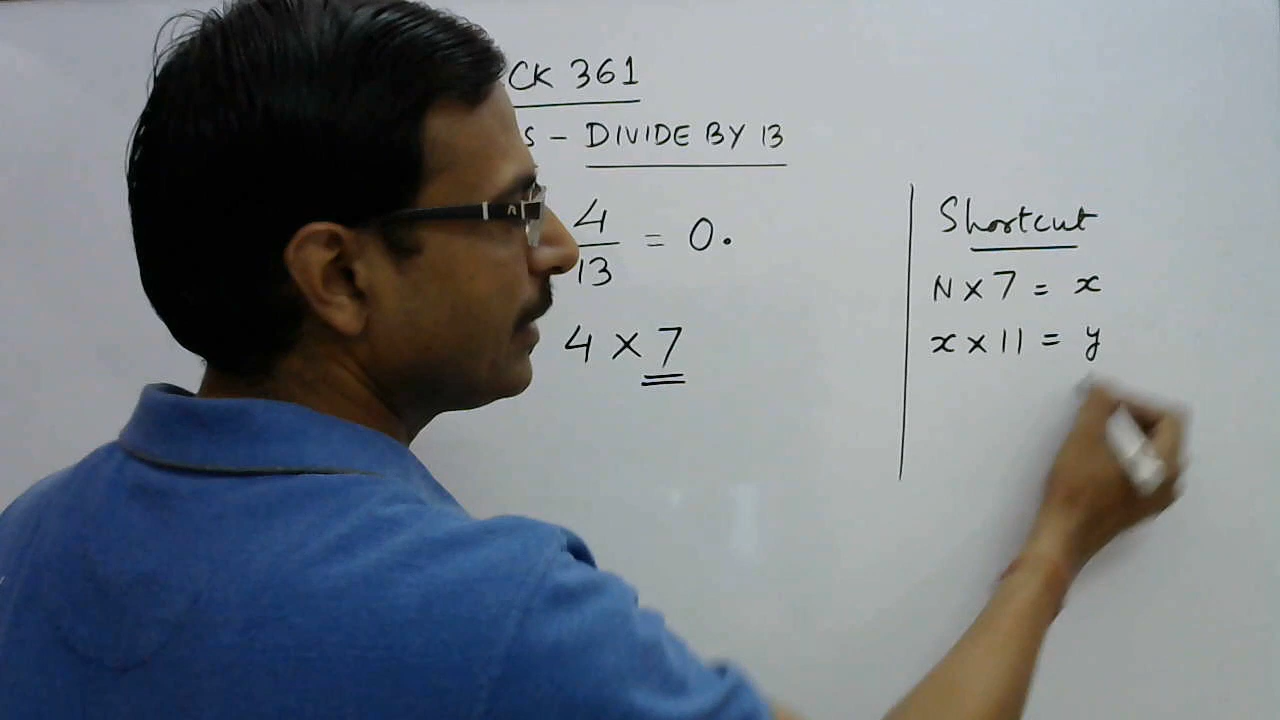 CK 361
S - DIVIDE BY 13
4/13 = 0.
4 × 7
Shortcut
N × 7 = x
x × 11 = y